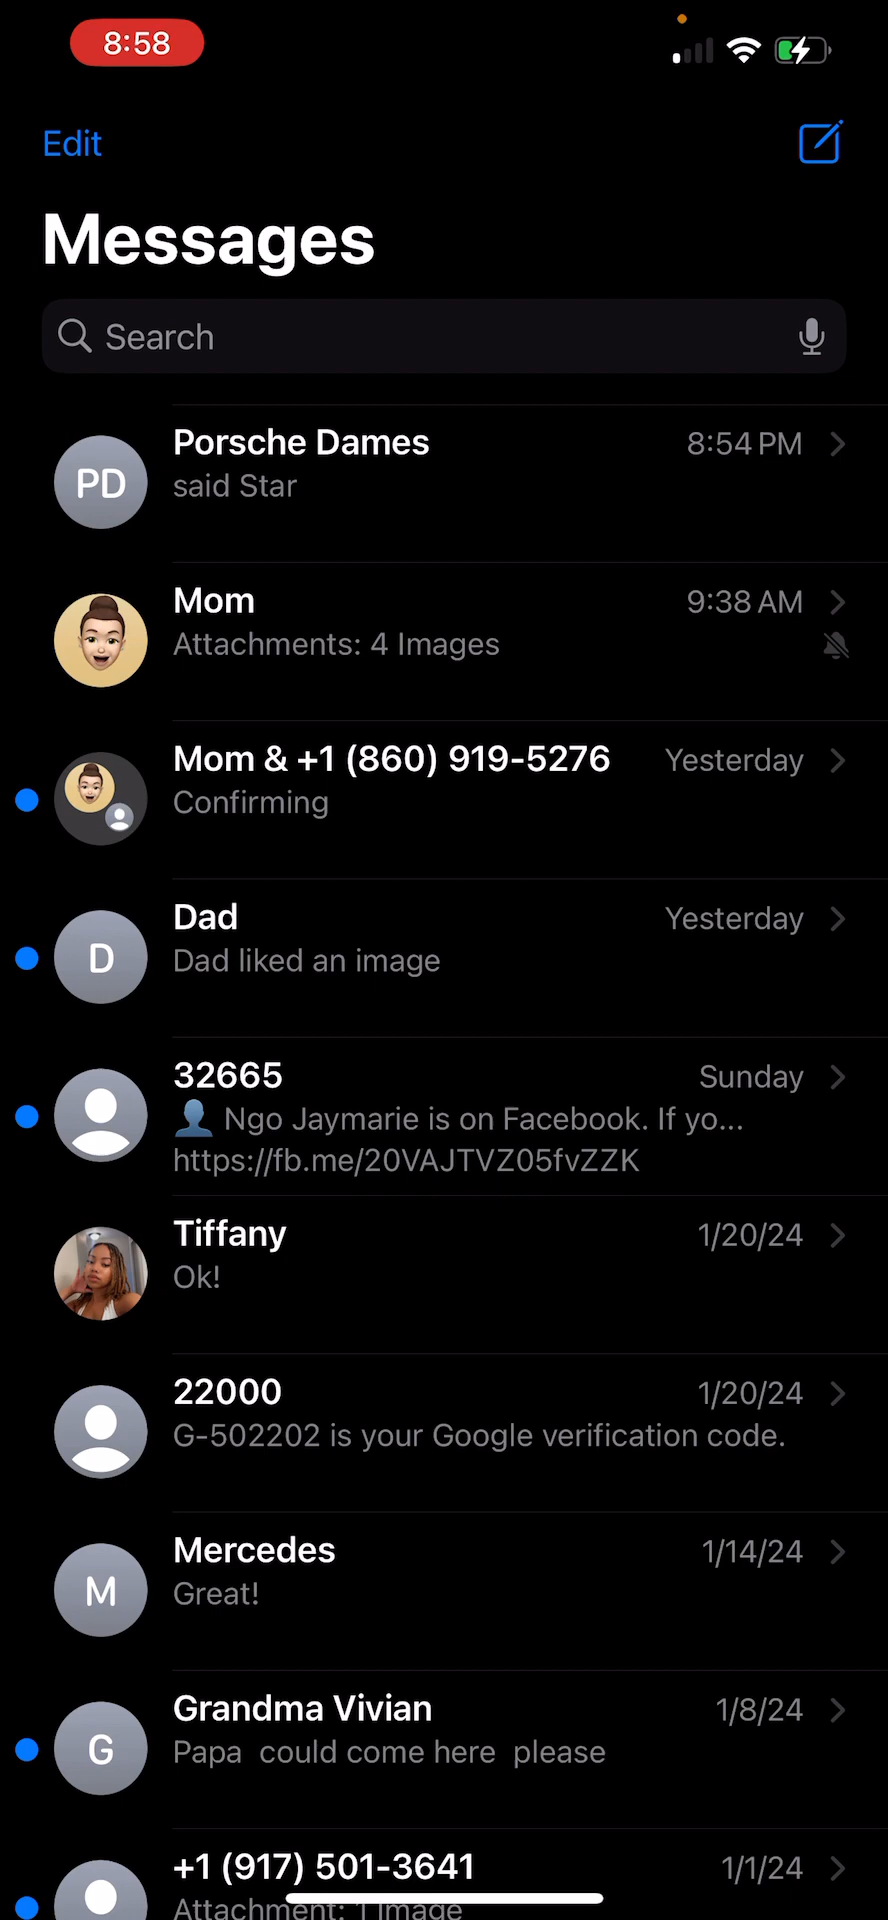 8:58
Edit
Messages
Search
Porsche Dames 8:54 PM
PD
said Star
Mom 9:38 AM
Attachments: 4 Images
Mom & +1 (860) 919-5276 Yesterday
Confirming
Dad Yesterday
D
Dad liked an image
32665 Sunday
👤 Ngo Jaymarie is on Facebook. If yo...
https://fb.me/20VAJTVZ05fvZZK
Tiffany 1/20/24
Ok!
22000 1/20/24
G-502202 is your Google verification code.
Mercedes 1/14/24
M
Great!
Grandma Vivian 1/8/24
G
Papa could come here please
+1 (917) 501-3641 1/1/24
Attachment: 1 Image